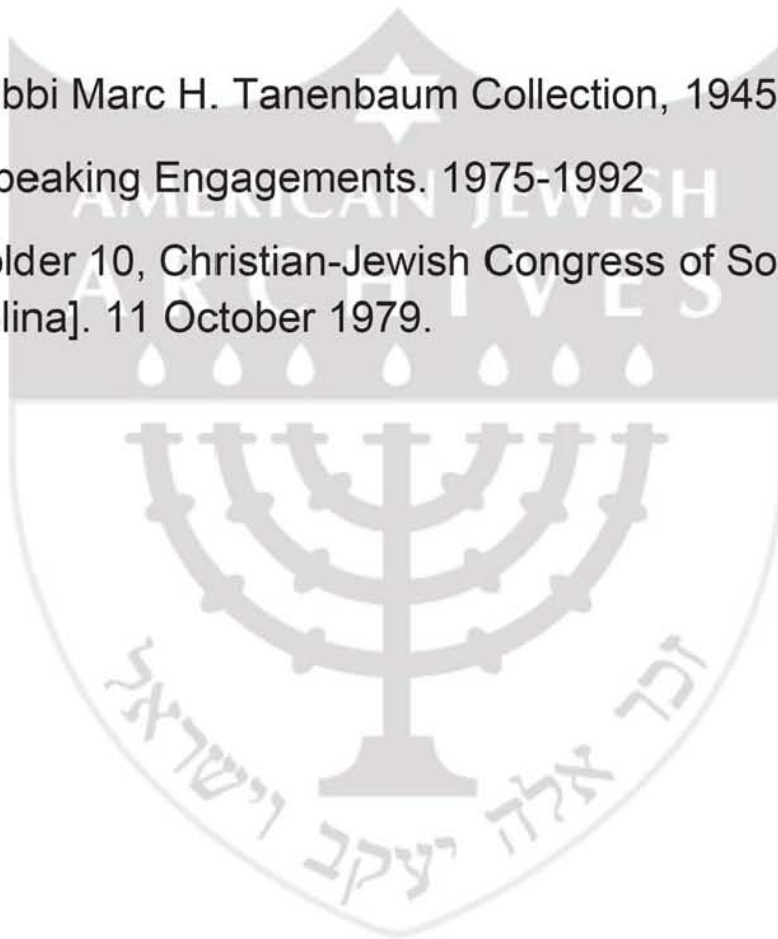 bbi Marc H. Tanenbaum Collection, 1945
peaking Engagements. 1975-1992
AMERICAN JEWISH
older 10, Christian-Jewish Congress of So
ARCHIVES
lina]. 11 October 1979.
זכר אלה יעקב וישראל